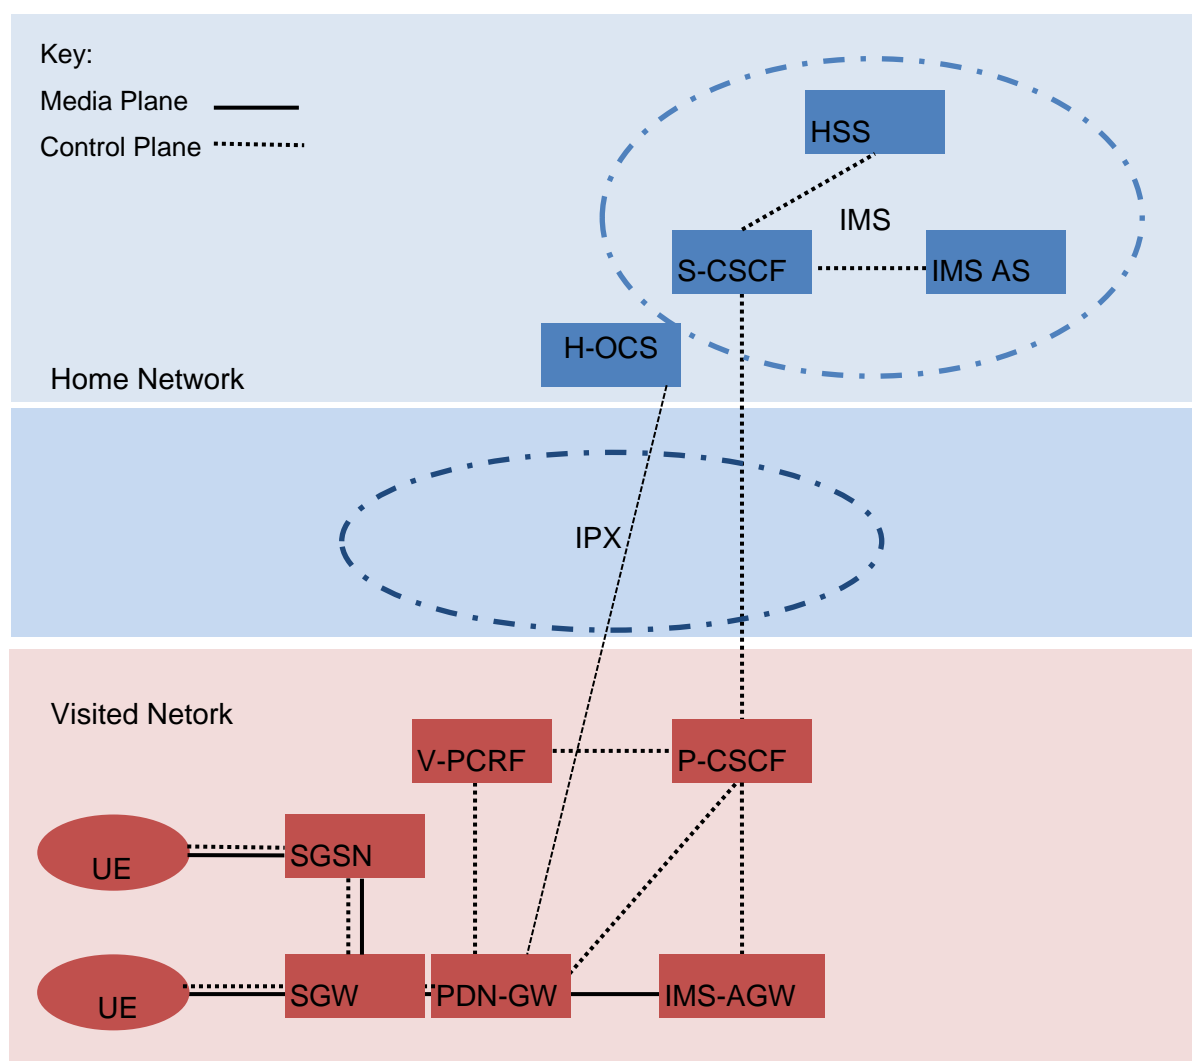 Key:
Media Plane
Control Plane
HSS
IMS
S-CSCF
IMS AS
H-OCS
Home Network
IPX
Visited Netork
V-PCRF
P-CSCF
SGSN
UE
SGW
PDN-GW
IMS-AGW
UE